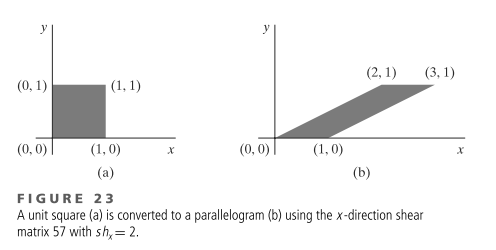 y y
(0, 1) (1, 1) (2, 1) (3, 1)
(0, 0) (1, 0) x (0, 0) (1, 0) x
(a) (b)
FIGURE 23
A unit square (a) is converted to a parallelogram (b) using the x-direction shear
matrix 57 with shₓ = 2.